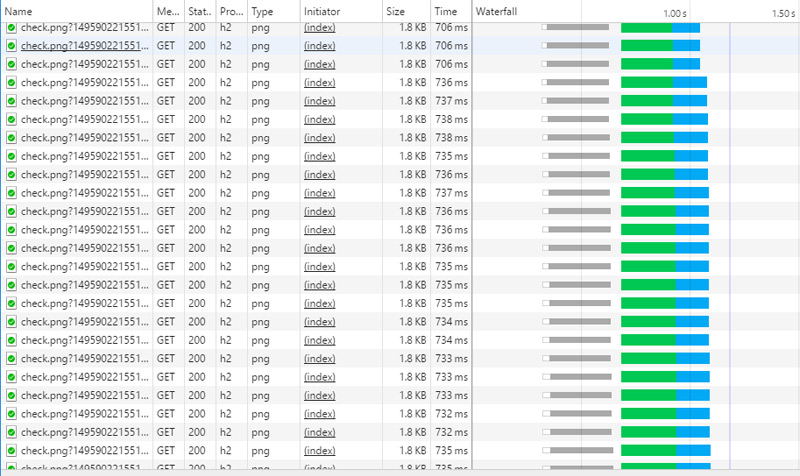 Name Me... Stat... Pro... Type Initiator Size Time Waterfall 1.00 s 1.50 s
check.png?149590221551... GET 200 h2 png (index) 1.8 KB 706 ms
check.png?149590221551... GET 200 h2 png (index) 1.8 KB 706 ms
check.png?149590221551... GET 200 h2 png (index) 1.8 KB 706 ms
check.png?149590221551... GET 200 h2 png (index) 1.8 KB 736 ms
check.png?149590221551... GET 200 h2 png (index) 1.8 KB 737 ms
check.png?149590221551... GET 200 h2 png (index) 1.8 KB 738 ms
check.png?149590221551... GET 200 h2 png (index) 1.8 KB 738 ms
check.png?149590221551... GET 200 h2 png (index) 1.8 KB 735 ms
check.png?149590221551... GET 200 h2 png (index) 1.8 KB 736 ms
check.png?149590221551... GET 200 h2 png (index) 1.8 KB 737 ms
check.png?149590221551... GET 200 h2 png (index) 1.8 KB 736 ms
check.png?149590221551... GET 200 h2 png (index) 1.8 KB 736 ms
check.png?149590221551... GET 200 h2 png (index) 1.8 KB 736 ms
check.png?149590221551... GET 200 h2 png (index) 1.8 KB 735 ms
check.png?149590221551... GET 200 h2 png (index) 1.8 KB 735 ms
check.png?149590221551... GET 200 h2 png (index) 1.8 KB 735 ms
check.png?149590221551... GET 200 h2 png (index) 1.8 KB 734 ms
check.png?149590221551... GET 200 h2 png (index) 1.8 KB 734 ms
check.png?149590221551... GET 200 h2 png (index) 1.8 KB 733 ms
check.png?149590221551... GET 200 h2 png (index) 1.8 KB 733 ms
check.png?149590221551... GET 200 h2 png (index) 1.8 KB 733 ms
check.png?149590221551... GET 200 h2 png (index) 1.8 KB 732 ms
check.png?149590221551... GET 200 h2 png (index) 1.8 KB 732 ms
check.png?149590221551... GET 200 h2 png (index) 1.8 KB 735 ms
check.png?149590221551... GET 200 h2 png (index) 1.8 KB 735 ms